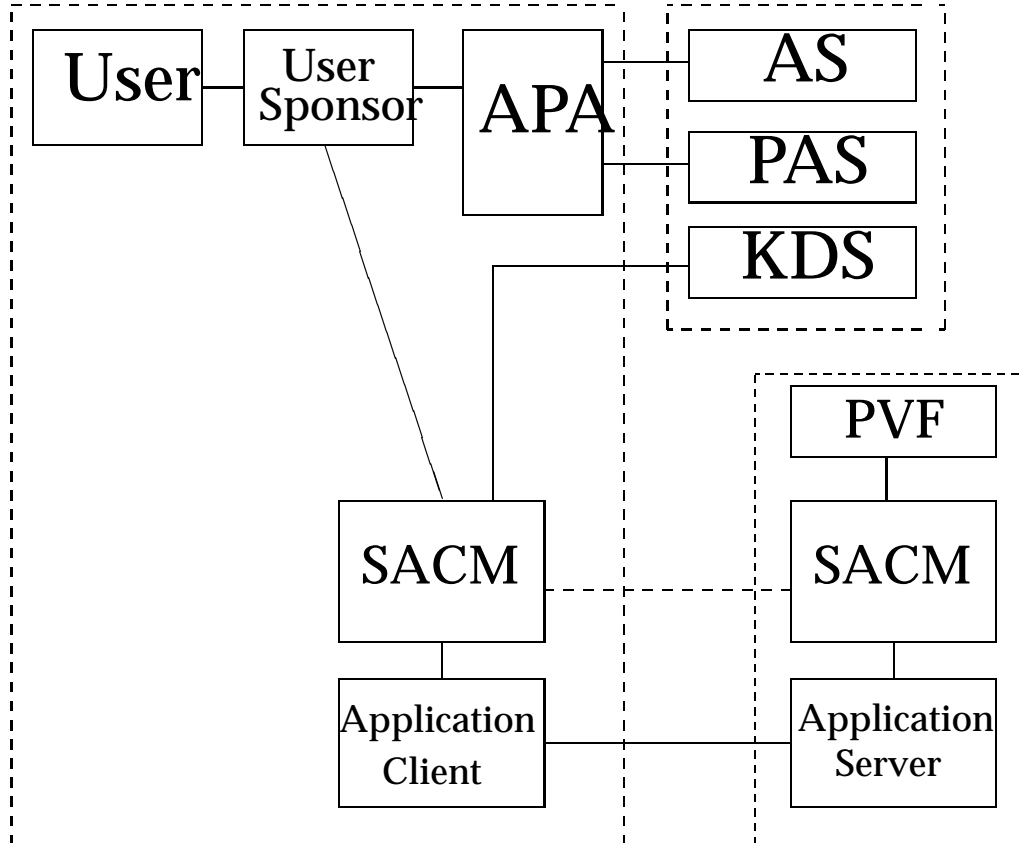 User
User
Sponsor
APA
AS
PAS
KDS
PVF
SACM
SACM
Application
Client
Application
Server